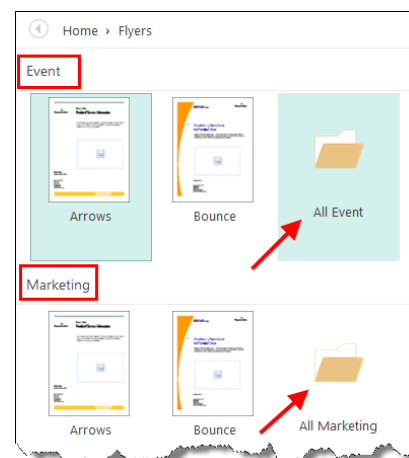 Home › Flyers
Event
Arrows
Bounce
All Event
Marketing
Arrows
Bounce
All Marketing